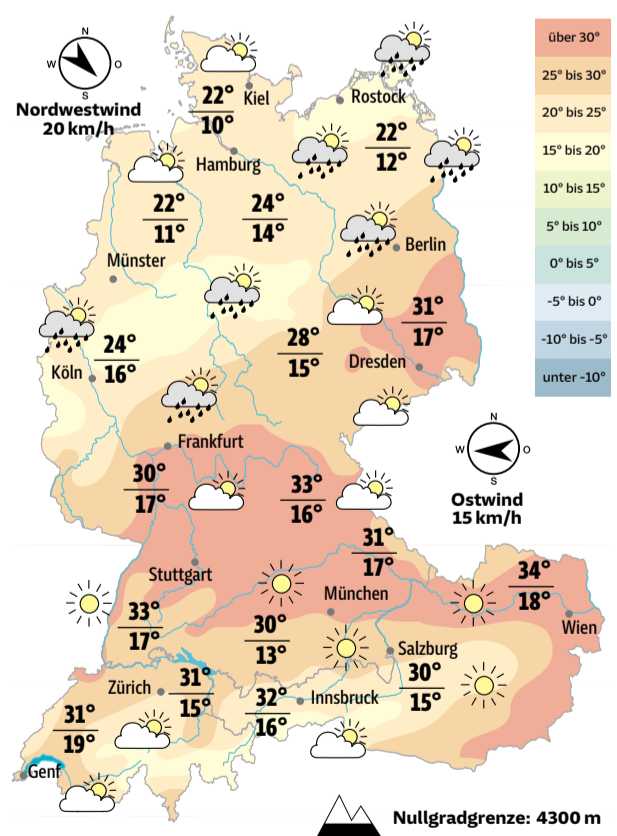 N
W O
S
Nordwestwind
20 km/h
über 30°
25° bis 30°
20° bis 25°
15° bis 20°
10° bis 15°
5° bis 10°
0° bis 5°
-5° bis 0°
-10° bis -5°
unter -10°
22°
10°
Kiel
Rostock
22°
12°
Hamburg
22°
11°
24°
14°
Berlin
Münster
31°
17°
24°
16°
Köln
28°
15°
Dresden
Frankfurt
N
W O
S
Ostwind
15 km/h
30°
17°
33°
16°
31°
17°
Stuttgart
34°
18°
München
Wien
33°
17°
30°
13°
Salzburg
30°
15°
Zürich
31°
15°
32°
16°
Innsbruck
31°
19°
Genf
Nullgradgrenze: 4300 m